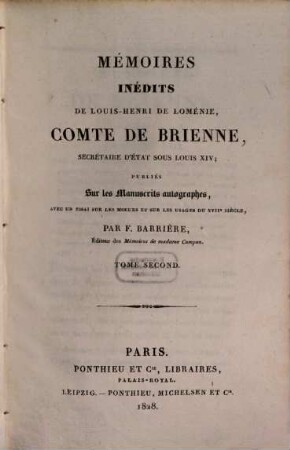 MÉMOIRES
INÉDITS
DE LOUIS-HENRI DE LOMÉNIE,
COMTE DE BRIENNE,
SECRÉTAIRE D'ÉTAT SOUS LOUIS XIV;
PUBLIÉS
Sur les Manuscrits autographes,
AVEC UN ESSAI SUR LES MOEURS ET SUR LES USAGES DU XVIIe SIÈCLE,
PAR F. BARRIÈRE,
Éditeur des Mémoires de madame Campan.
TOME SECOND.
PARIS.
PONTHIEU ET Cie, LIBRAIRES,
PALAIS-ROYAL.
LEIPZIG. — PONTHIEU, MICHELSEN ET Cie.
1828.